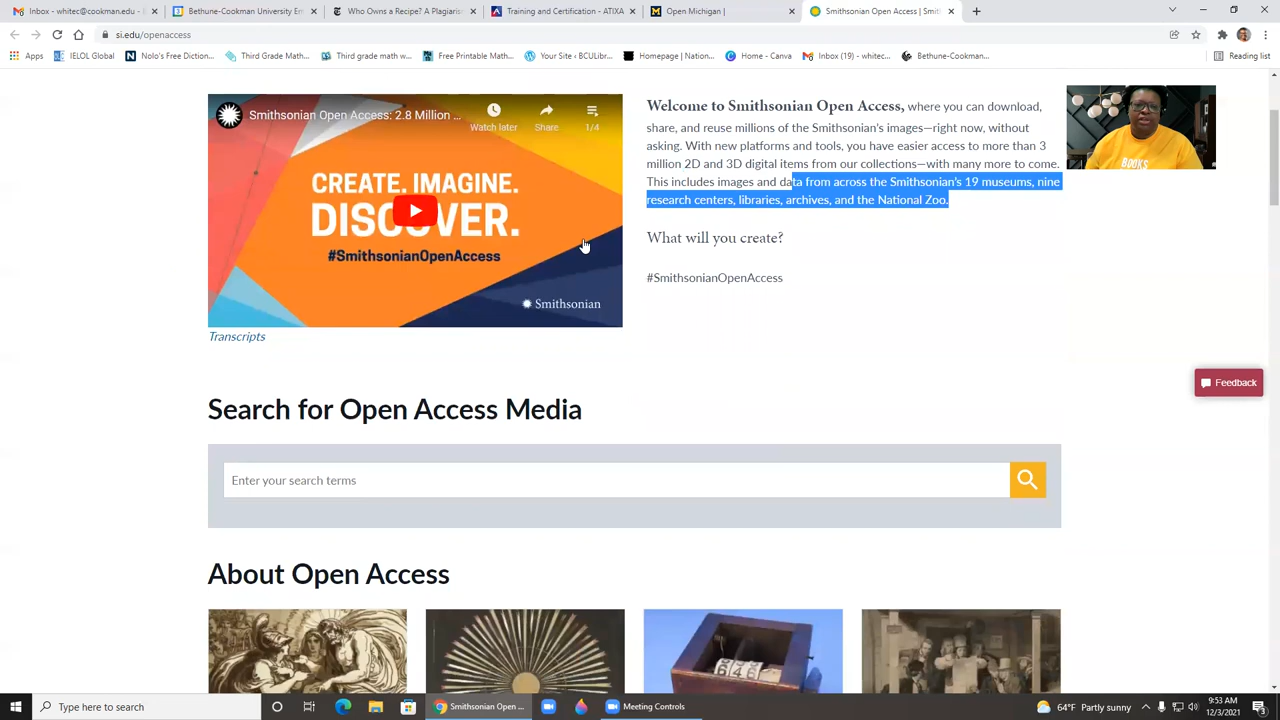 Inbox - whitec@cookman.edu - B
Bethune-Cookman University Em
Who Owns a Recipe? A Plagiaris
Training and Certification - ATIXA
Open Michigan |
Smithsonian Open Access | Smit
si.edu/openaccess
Apps
IELOL Global
Nolo's Free Diction...
Third Grade Math...
Third grade math w...
Free Printable Math...
Your Site ‹ BCULibr...
Homepage | Nation...
Home - Canva
Inbox (19) - whitec...
Bethune-Cookman...
Reading list
Smithsonian Open Access: 2.8 Million ...
Watch later
Share
1/4
CREATE. IMAGINE.
DISCOVER.
#SmithsonianOpenAccess
Smithsonian
Transcripts
Welcome to Smithsonian Open Access, where you can download,
share, and reuse millions of the Smithsonian's images—right now, without
asking. With new platforms and tools, you have easier access to more than 3
million 2D and 3D digital items from our collections—with many more to come.
This includes images and data from across the Smithsonian's 19 museums, nine
research centers, libraries, archives, and the National Zoo.
What will you create?
#SmithsonianOpenAccess
BOOKS
Feedback
Search for Open Access Media
Enter your search terms
About Open Access
Type here to search
Smithsonian Open ...
Meeting Controls
64°F Partly sunny
9:53 AM
12/3/2021